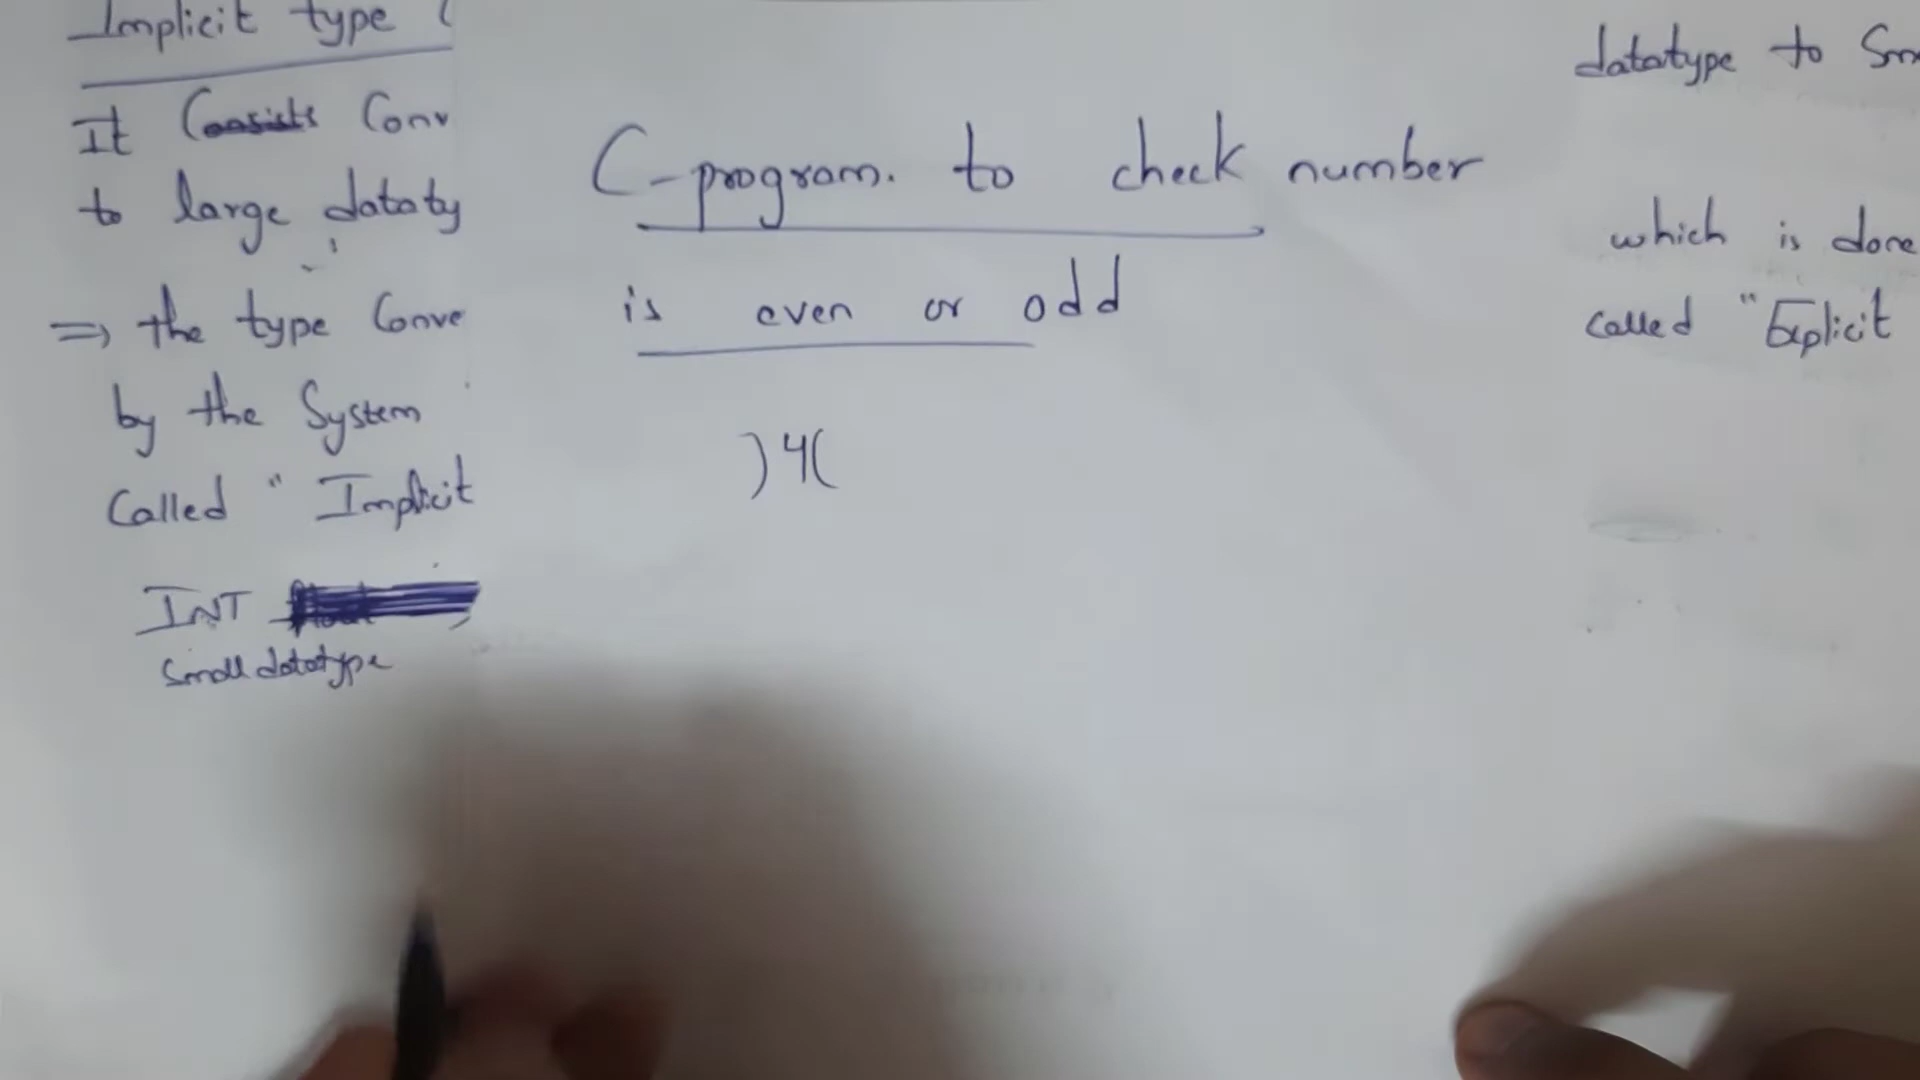 Implicit type (
It Consists Conv
to large dataty
=> the type Conve
by the System
Called " Implicit
INT
Small datatype
C-program. to check number
is even or odd
)4(
datatype to Sm
which is done
called "Explicit